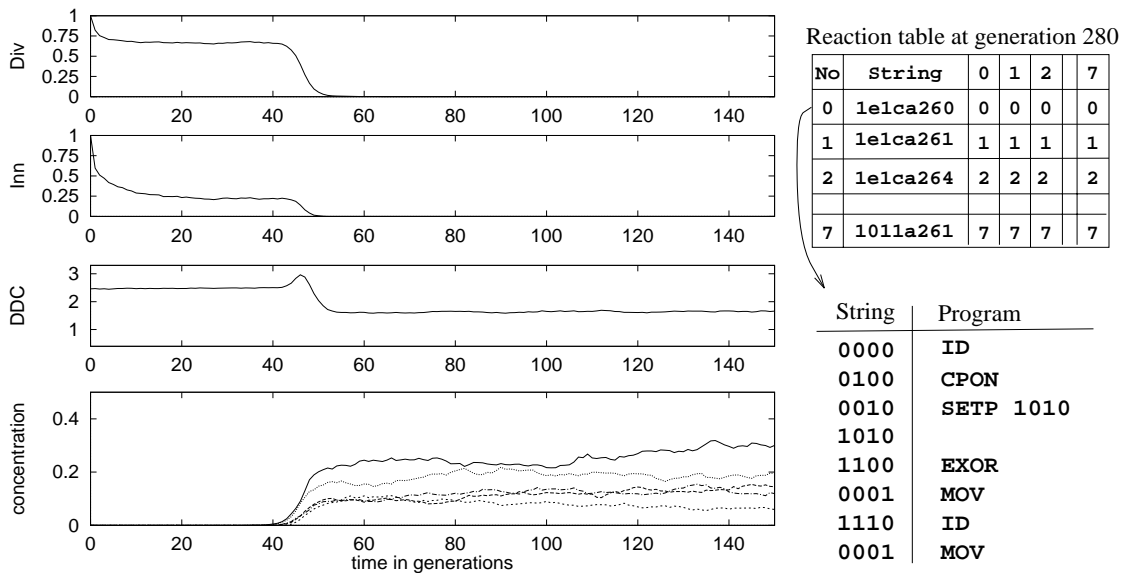 Div
1
0.75
0.5
0.25
0
0 20 40 60 80 100 120 140
Inn
1
0.75
0.5
0.25
0
0 20 40 60 80 100 120 140
DDC
3
2
1
0 20 40 60 80 100 120 140
concentration
0.4
0.2
0
0 20 40 60 80 100 120 140
time in generations
Reaction table at generation 280
No String 0 1 2 7
0 1e1ca260 0 0 0 0
1 1e1ca261 1 1 1 1
2 1e1ca264 2 2 2 2
7 1011a261 7 7 7 7
String Program
0000 ID
0100 CPON
0010 SETP 1010
1010
1100 EXOR
0001 MOV
1110 ID
0001 MOV